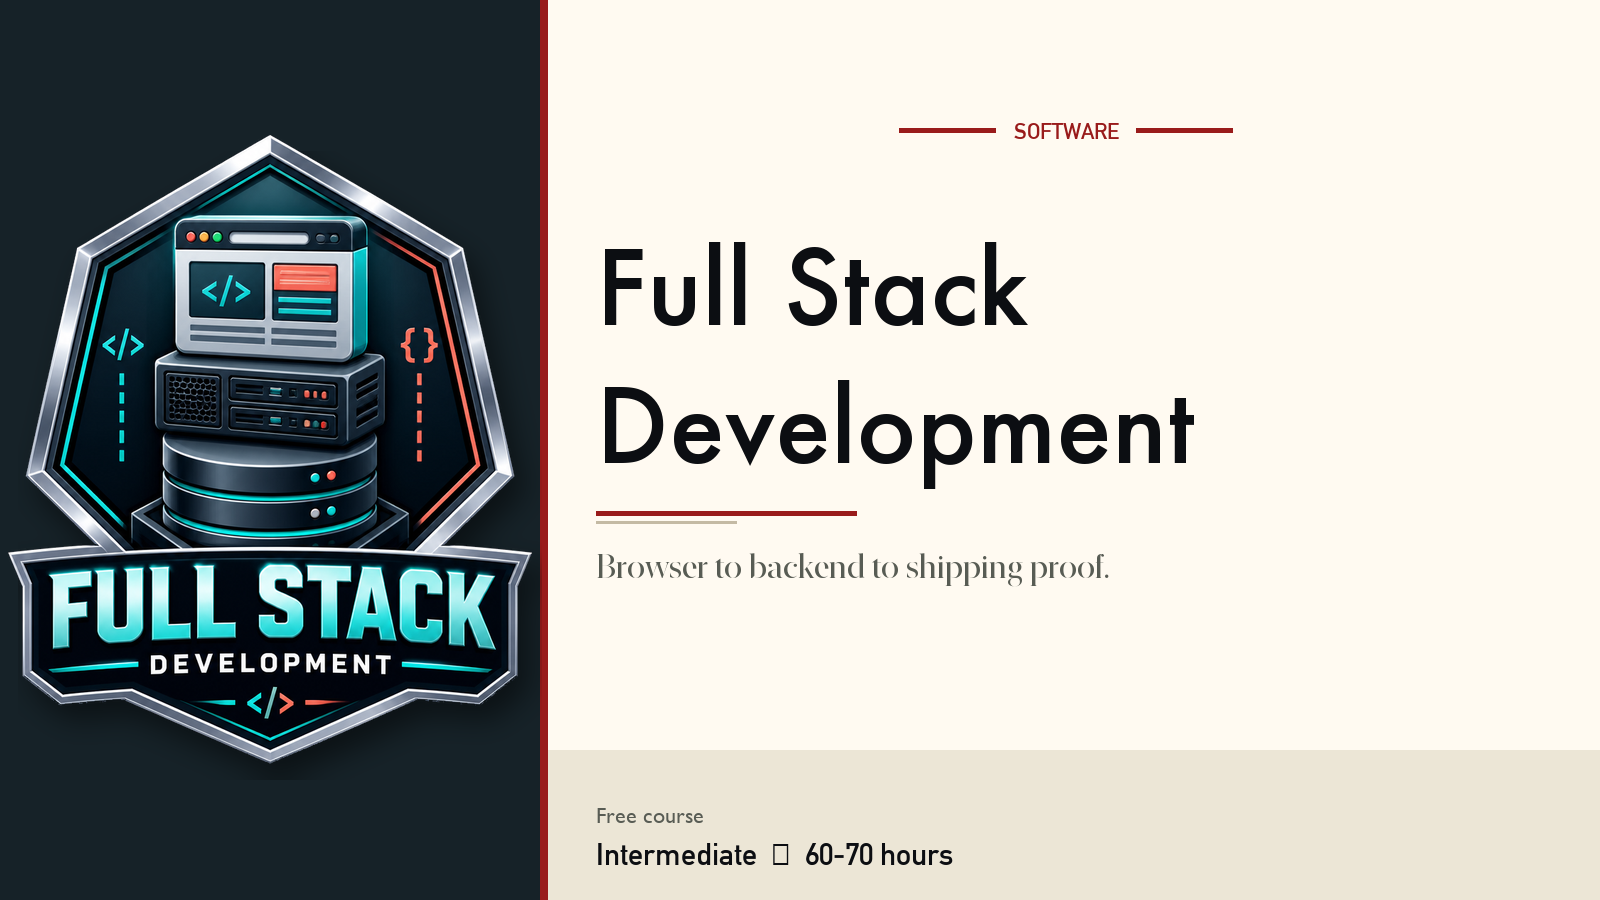 </>
</>
{}
FULL STACK
DEVELOPMENT
</>
SOFTWARE
Full Stack
Development
Browser to backend to shipping proof.
Free course
Intermediate □ 60-70 hours